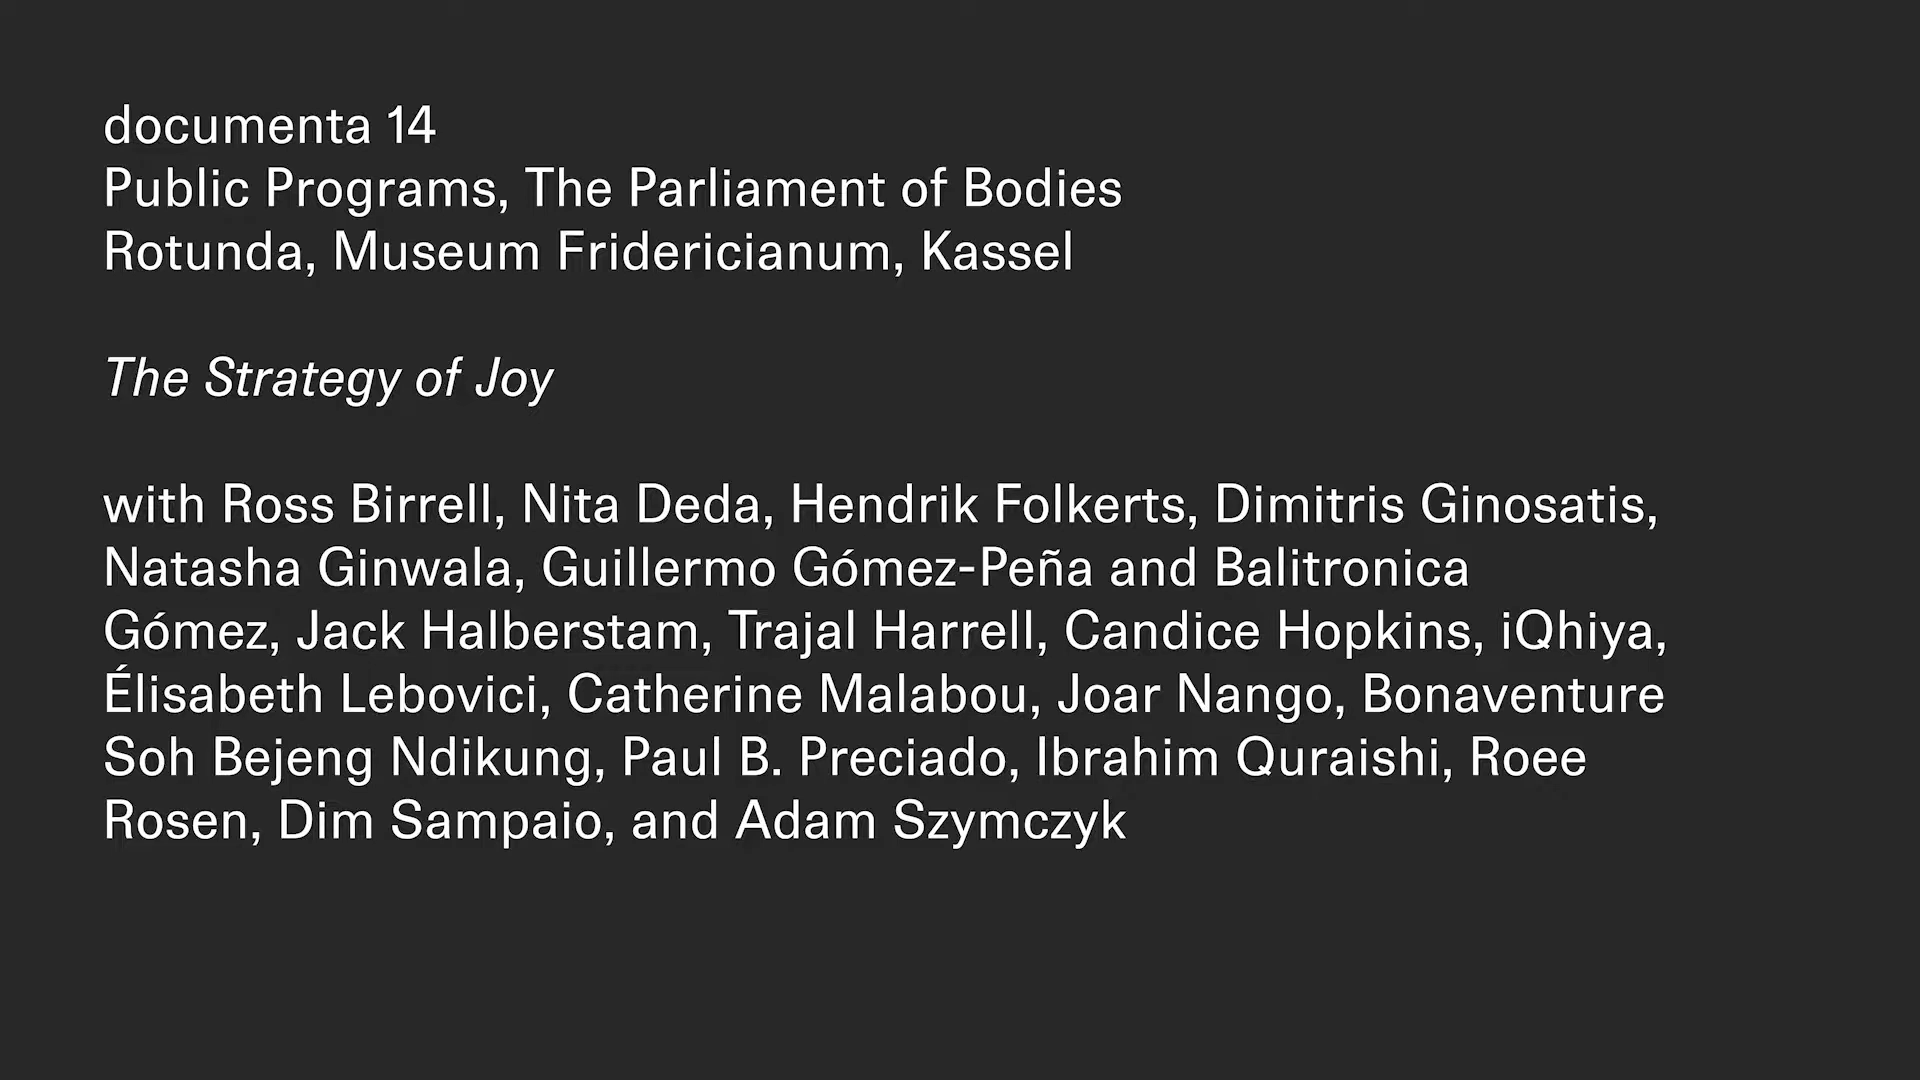 documenta 14
Public Programs, The Parliament of Bodies
Rotunda, Museum Fridericianum, Kassel
The Strategy of Joy
with Ross Birrell, Nita Deda, Hendrik Folkerts, Dimitris Ginosatis,
Natasha Ginwala, Guillermo Gómez-Peña and Balitronica
Gómez, Jack Halberstam, Trajal Harrell, Candice Hopkins, iQhiya,
Élisabeth Lebovici, Catherine Malabou, Joar Nango, Bonaventure
Soh Bejeng Ndikung, Paul B. Preciado, Ibrahim Quraishi, Roee
Rosen, Dim Sampaio, and Adam Szymczyk